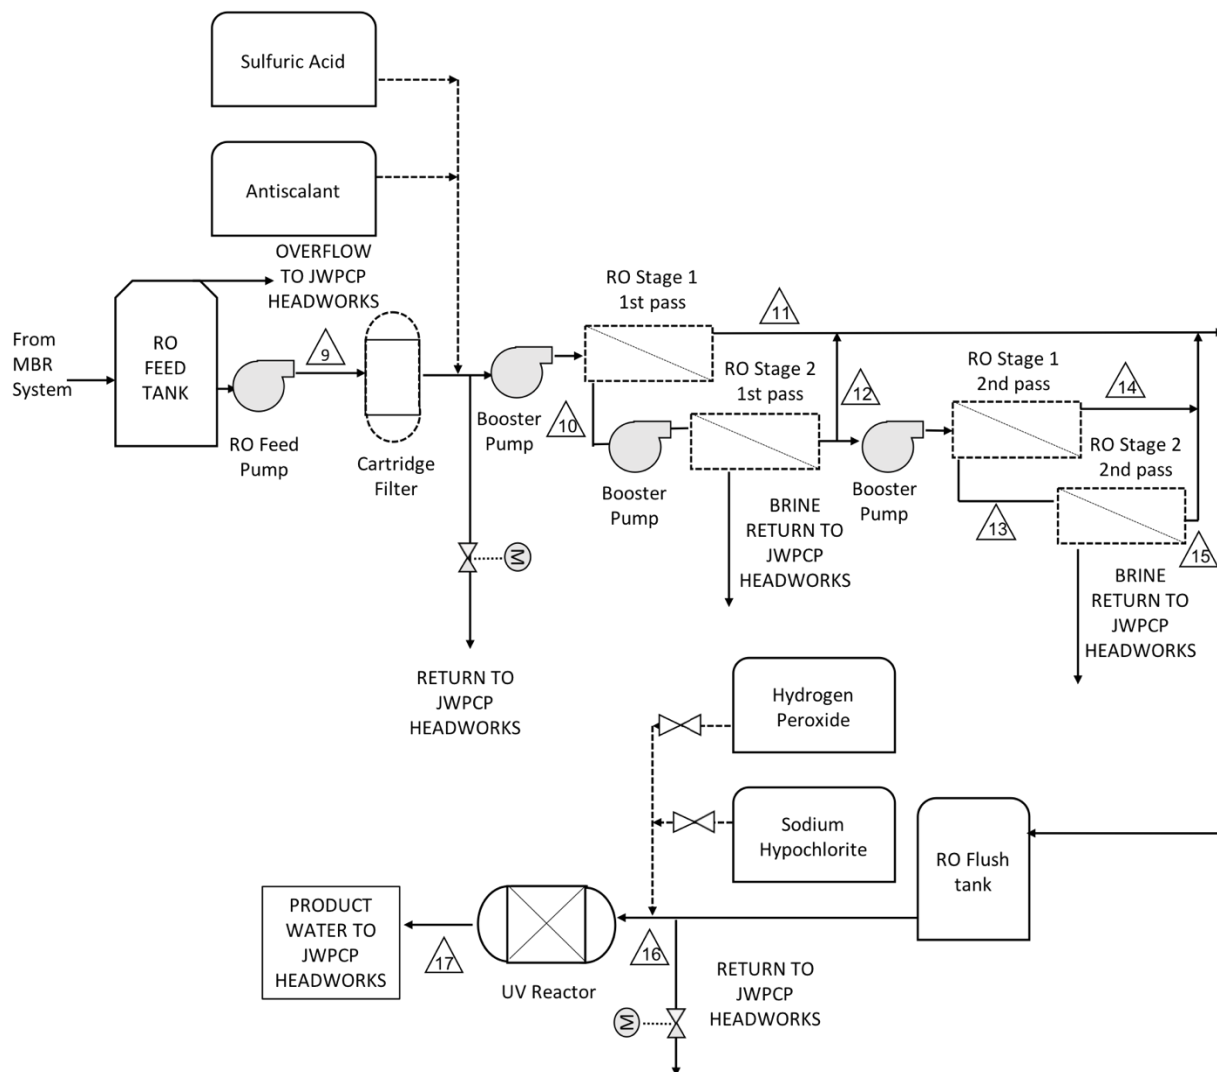 Sulfuric Acid
Antiscalant
OVERFLOW
TO JWPCP
HEADWORKS
From
MBR
System
RO
FEED
TANK
RO Feed
Pump
9
Cartridge
Filter
Booster
Pump
RETURN TO
JWPCP
HEADWORKS
M
RO Stage 1
1st pass
10
11
RO Stage 2
1st pass
Booster
Pump
12
BRINE
RETURN TO
JWPCP
HEADWORKS
Booster
Pump
RO Stage 1
2nd pass
14
RO Stage 2
2nd pass
13
15
BRINE
RETURN TO
JWPCP
HEADWORKS
Hydrogen
Peroxide
Sodium
Hypochlorite
RO Flush
tank
PRODUCT
WATER TO
JWPCP
HEADWORKS
17
UV Reactor
16
RETURN TO
JWPCP
HEADWORKS
M